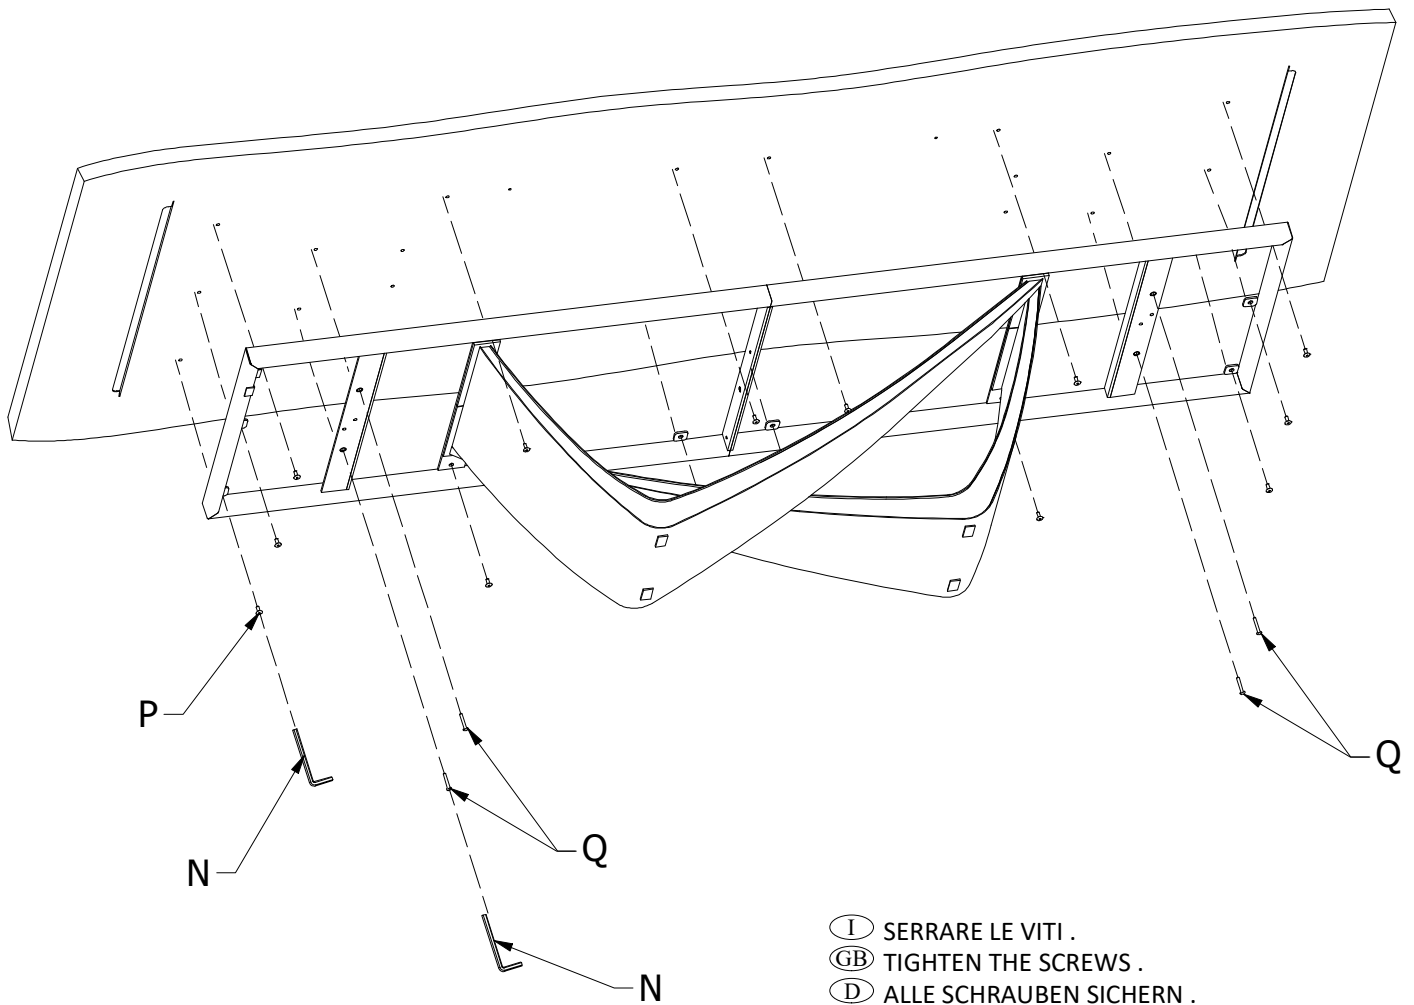 P
Q
Q
N
N
I SERRARE LE VITI .
GB TIGHTEN THE SCREWS .
D ALLE SCHRAUBEN SICHERN .